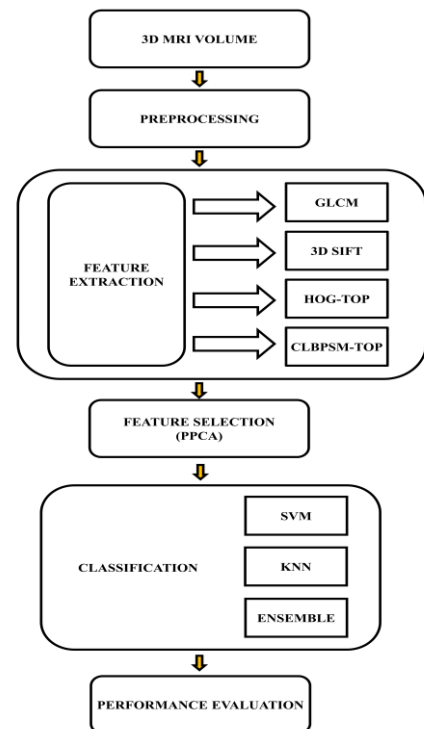 3D MRI VOLUME
PREPROCESSING
FEATURE
EXTRACTION
GLCM
3D SIFT
HOG-TOP
CLBPSM-TOP
FEATURE SELECTION
(PPCA)
CLASSIFICATION
SVM
KNN
ENSEMBLE
PERFORMANCE EVALUATION